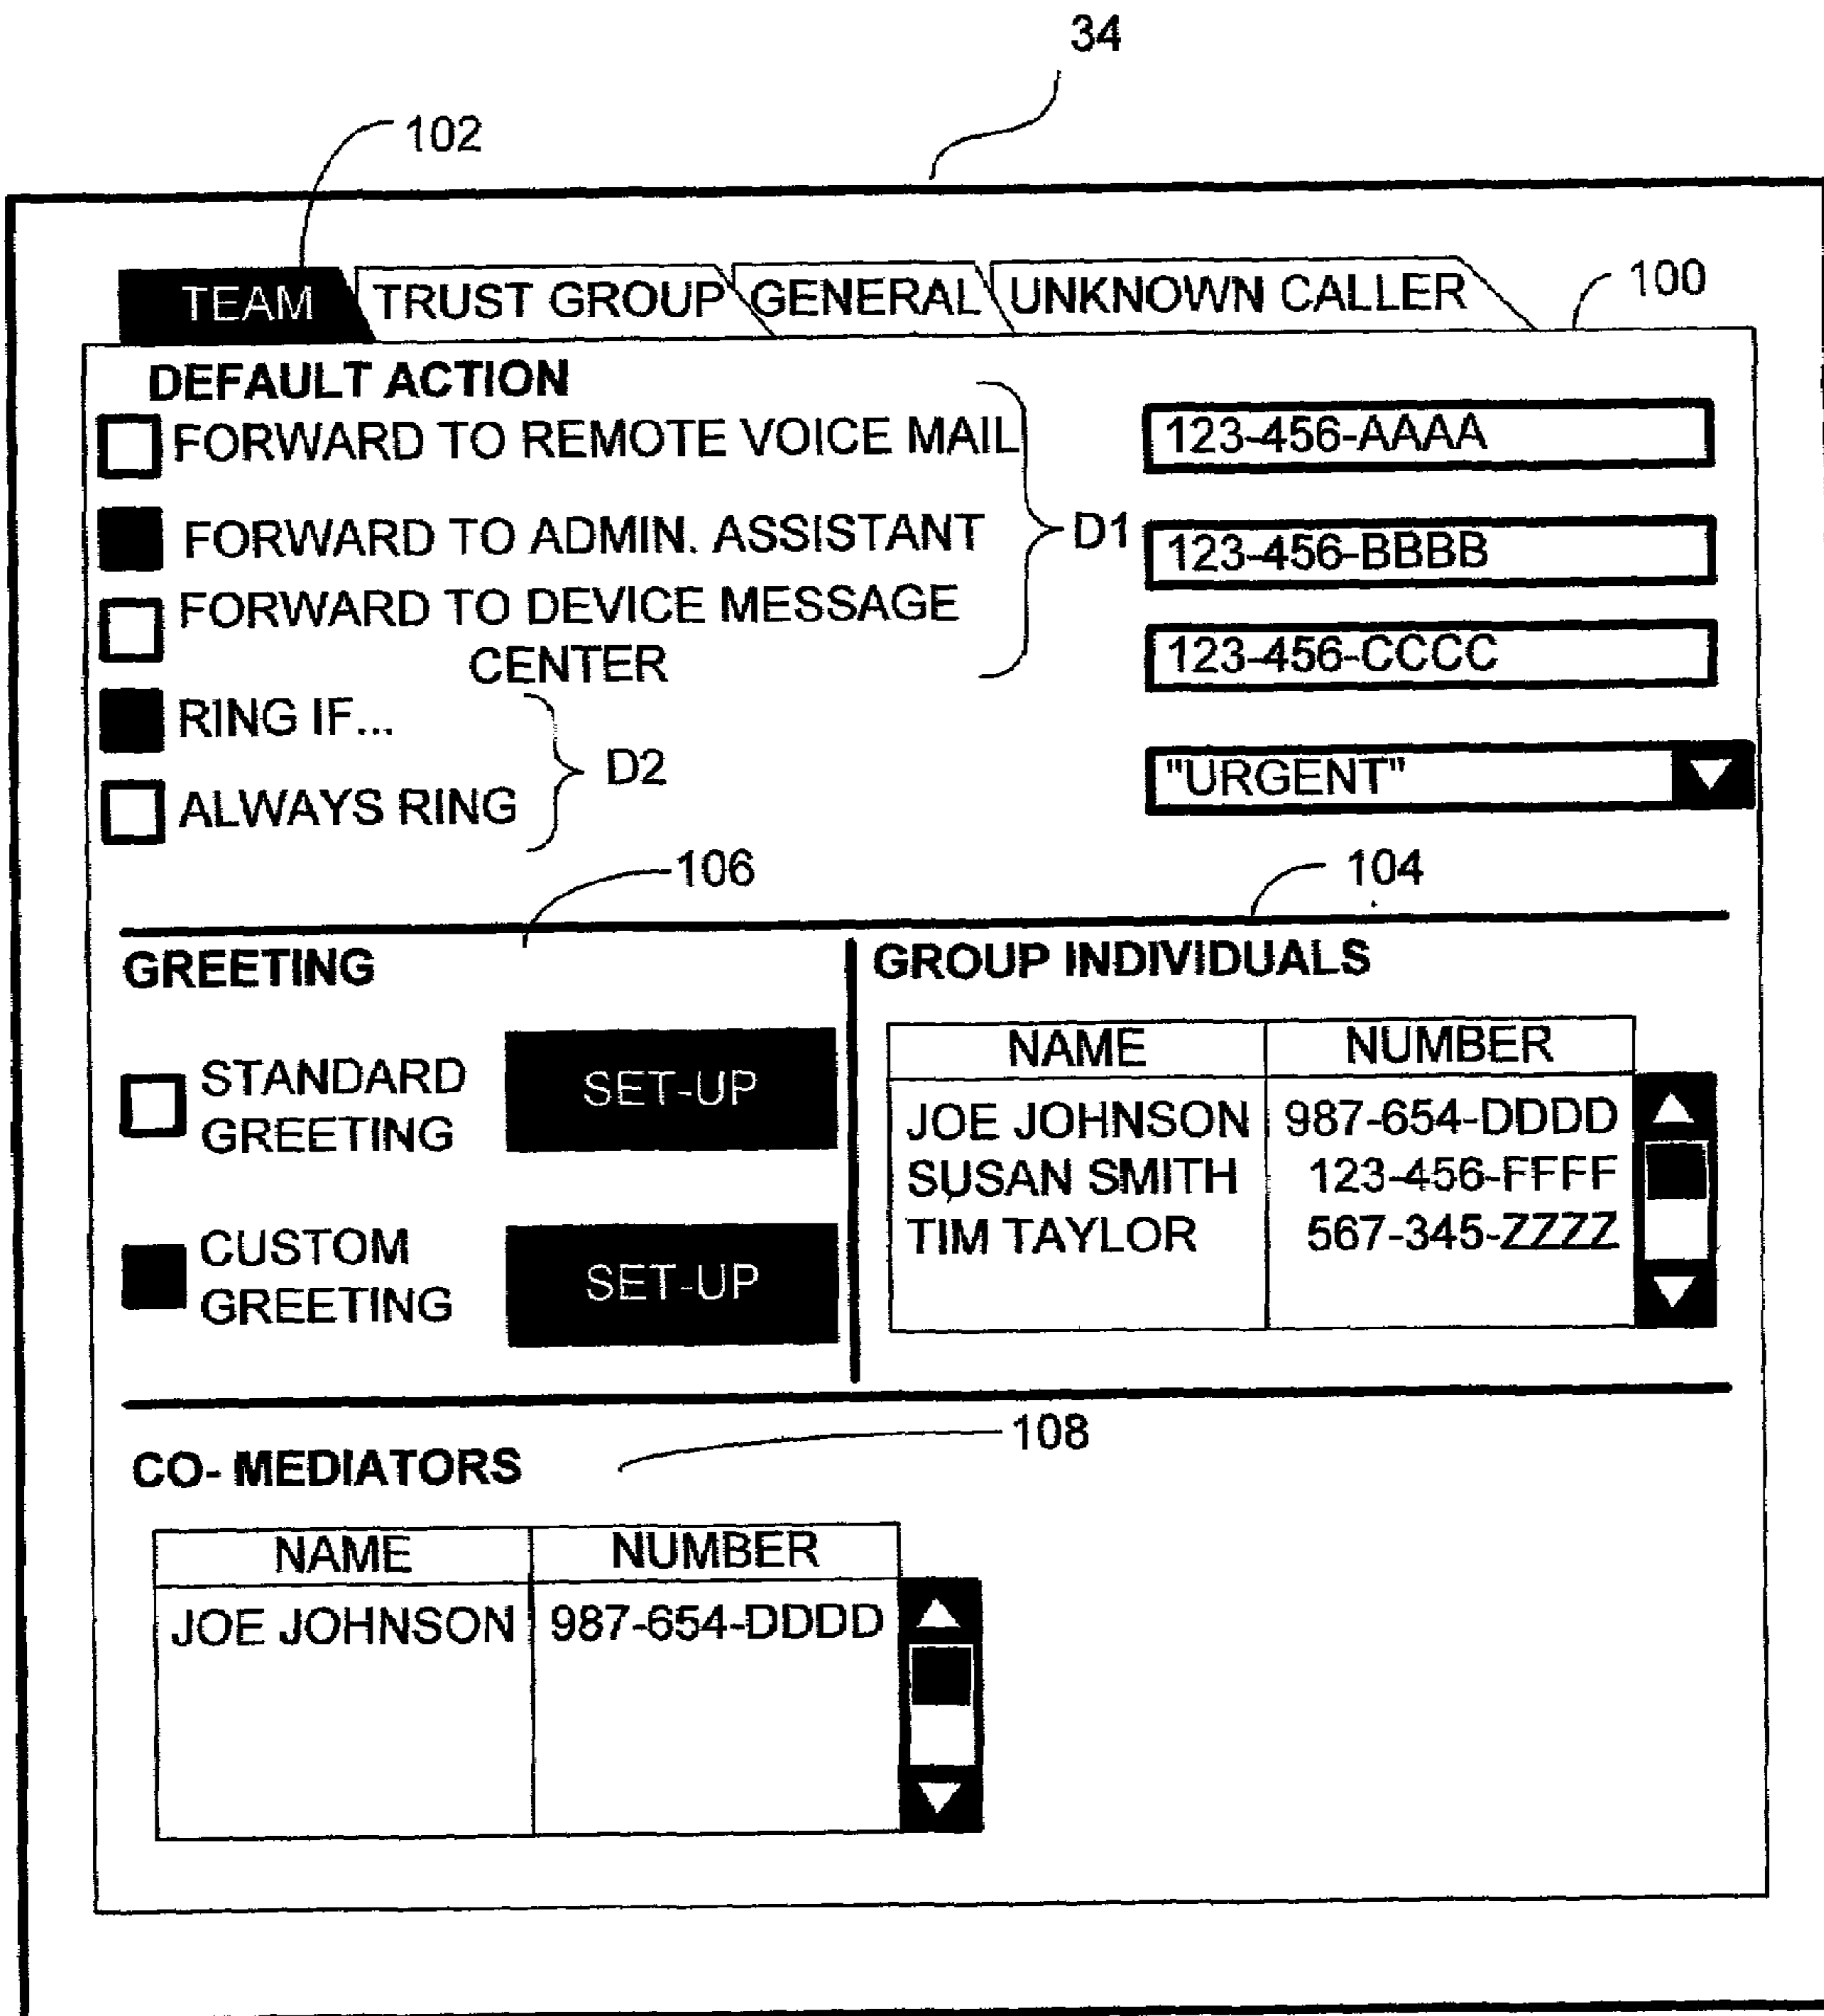 34
102
TEAM TRUST GROUP GENERAL UNKNOWN CALLER
100
DEFAULT ACTION
FORWARD TO REMOTE VOICE MAIL
123-456-AAAA
FORWARD TO ADMIN. ASSISTANT
D1
123-456-BBBB
FORWARD TO DEVICE MESSAGE
CENTER
123-456-CCCC
RING IF...
D2
"URGENT"
ALWAYS RING
106
104
GREETING
STANDARD
GREETING
SET-UP
CUSTOM
GREETING
SET-UP
GROUP INDIVIDUALS
NAME NUMBER
JOE JOHNSON 987-654-DDDD
SUSAN SMITH 123-456-FFFF
TIM TAYLOR 567-345-ZZZZ
108
CO- MEDIATORS
NAME NUMBER
JOE JOHNSON 987-654-DDDD